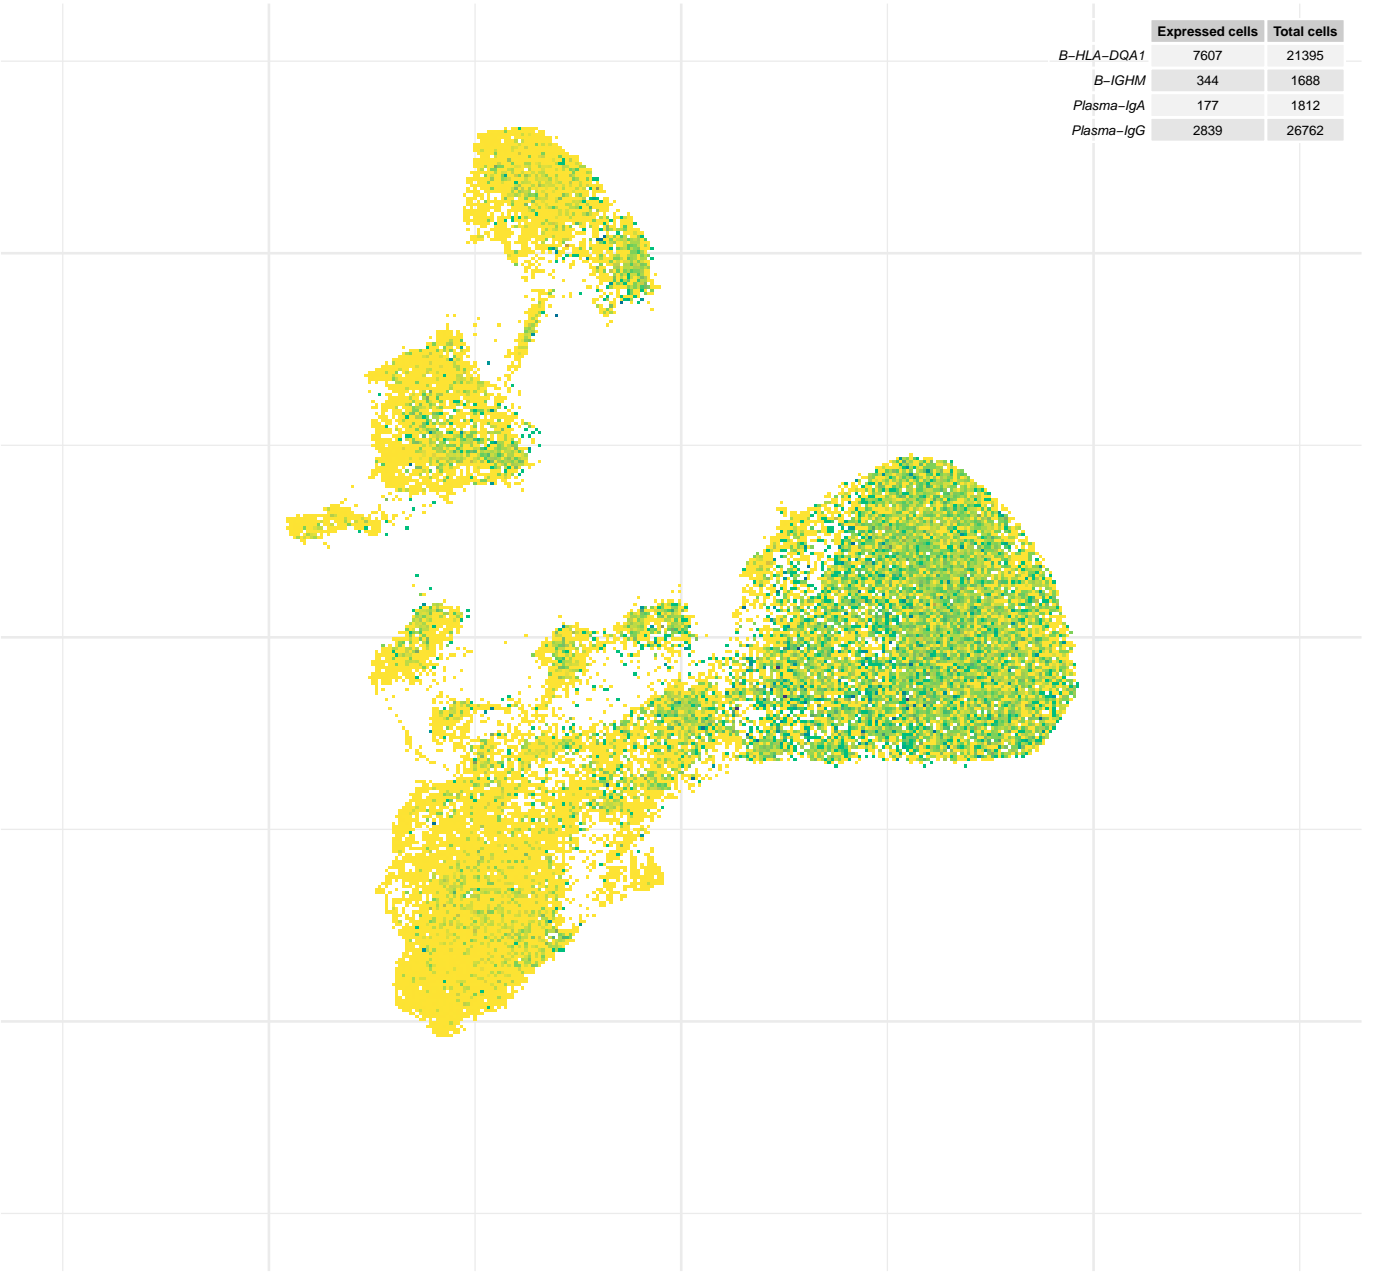 Expressed cells Total cells
B−HLA−DQA1 7607 21395
B−IGHM 344 1688
Plasma−IgA 177 1812
Plasma−IgG 2839 26762